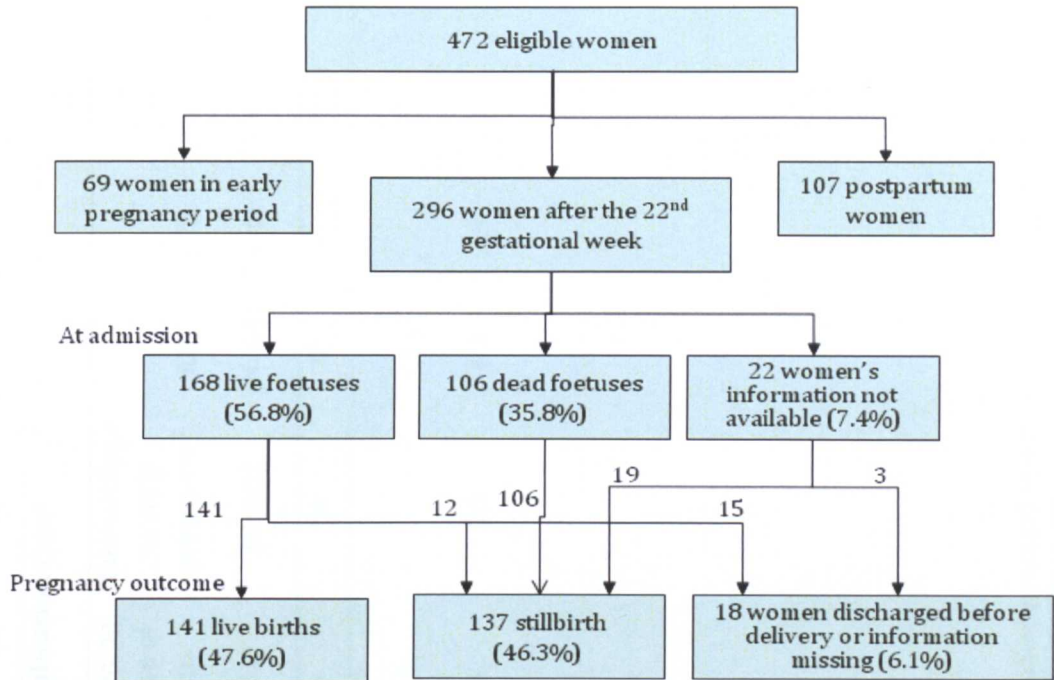 472 eligible women
69 women in early
pregnancy period
296 women after the 22nd
gestational week
107 postpartum
women
At admission
168 live foetuses
(56.8%)
106 dead foetuses
(35.8%)
22 women's
information not
available (7.4%)
141
12
106
19
15
3
Pregnancy outcome
141 live births
(47.6%)
137 stillbirth
(46.3%)
18 women discharged before
delivery or information
missing (6.1%)